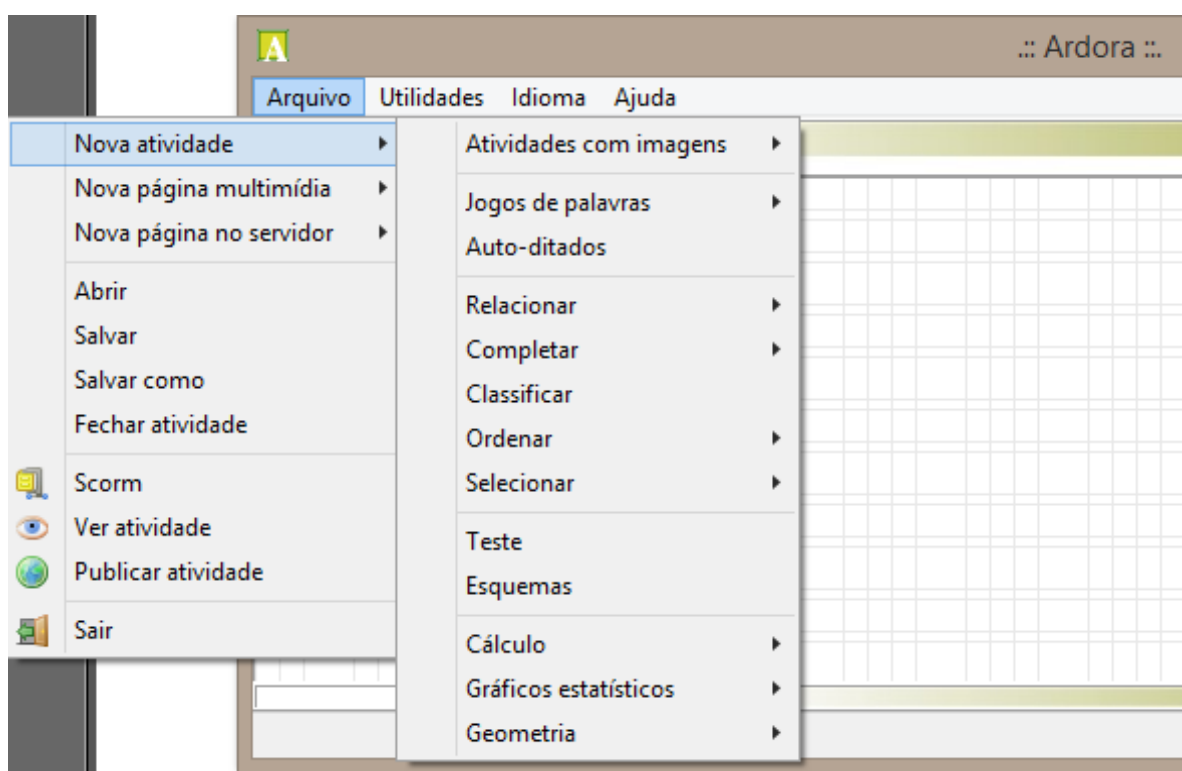 A
.:: Ardora ::.
Arquivo Utilidades Idioma Ajuda
Nova atividade
Nova página multimídia
Nova página no servidor
Abrir
Salvar
Salvar como
Fechar atividade
Scorm
Ver atividade
Publicar atividade
Sair
Atividades com imagens
Jogos de palavras
Auto-ditados
Relacionar
Completar
Classificar
Ordenar
Selecionar
Teste
Esquemas
Cálculo
Gráficos estatísticos
Geometria